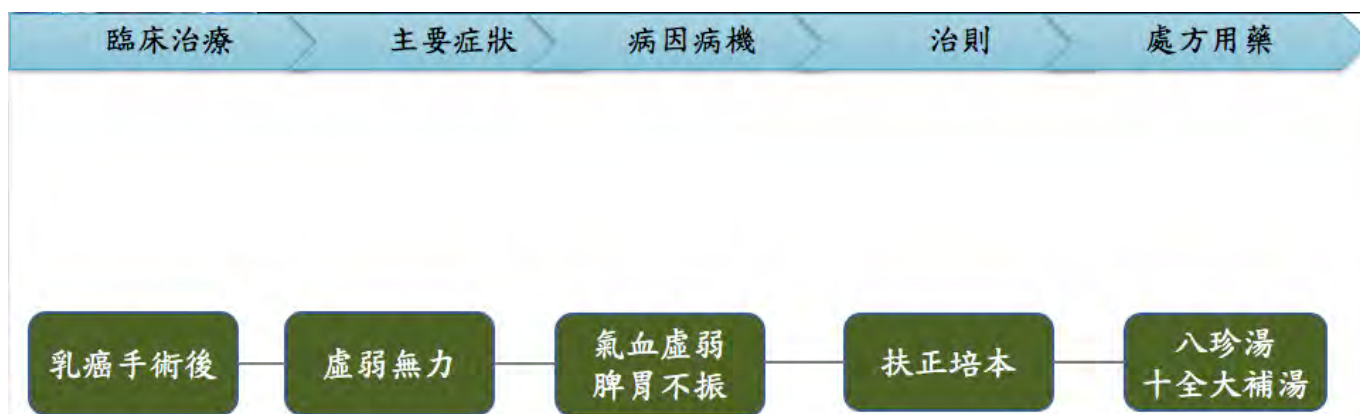 臨床治療
主要症狀
病因病機
治則
處方用藥
乳癌手術後
虛弱無力
氣血虛弱
脾胃不振
扶正培本
八珍湯
十全大補湯